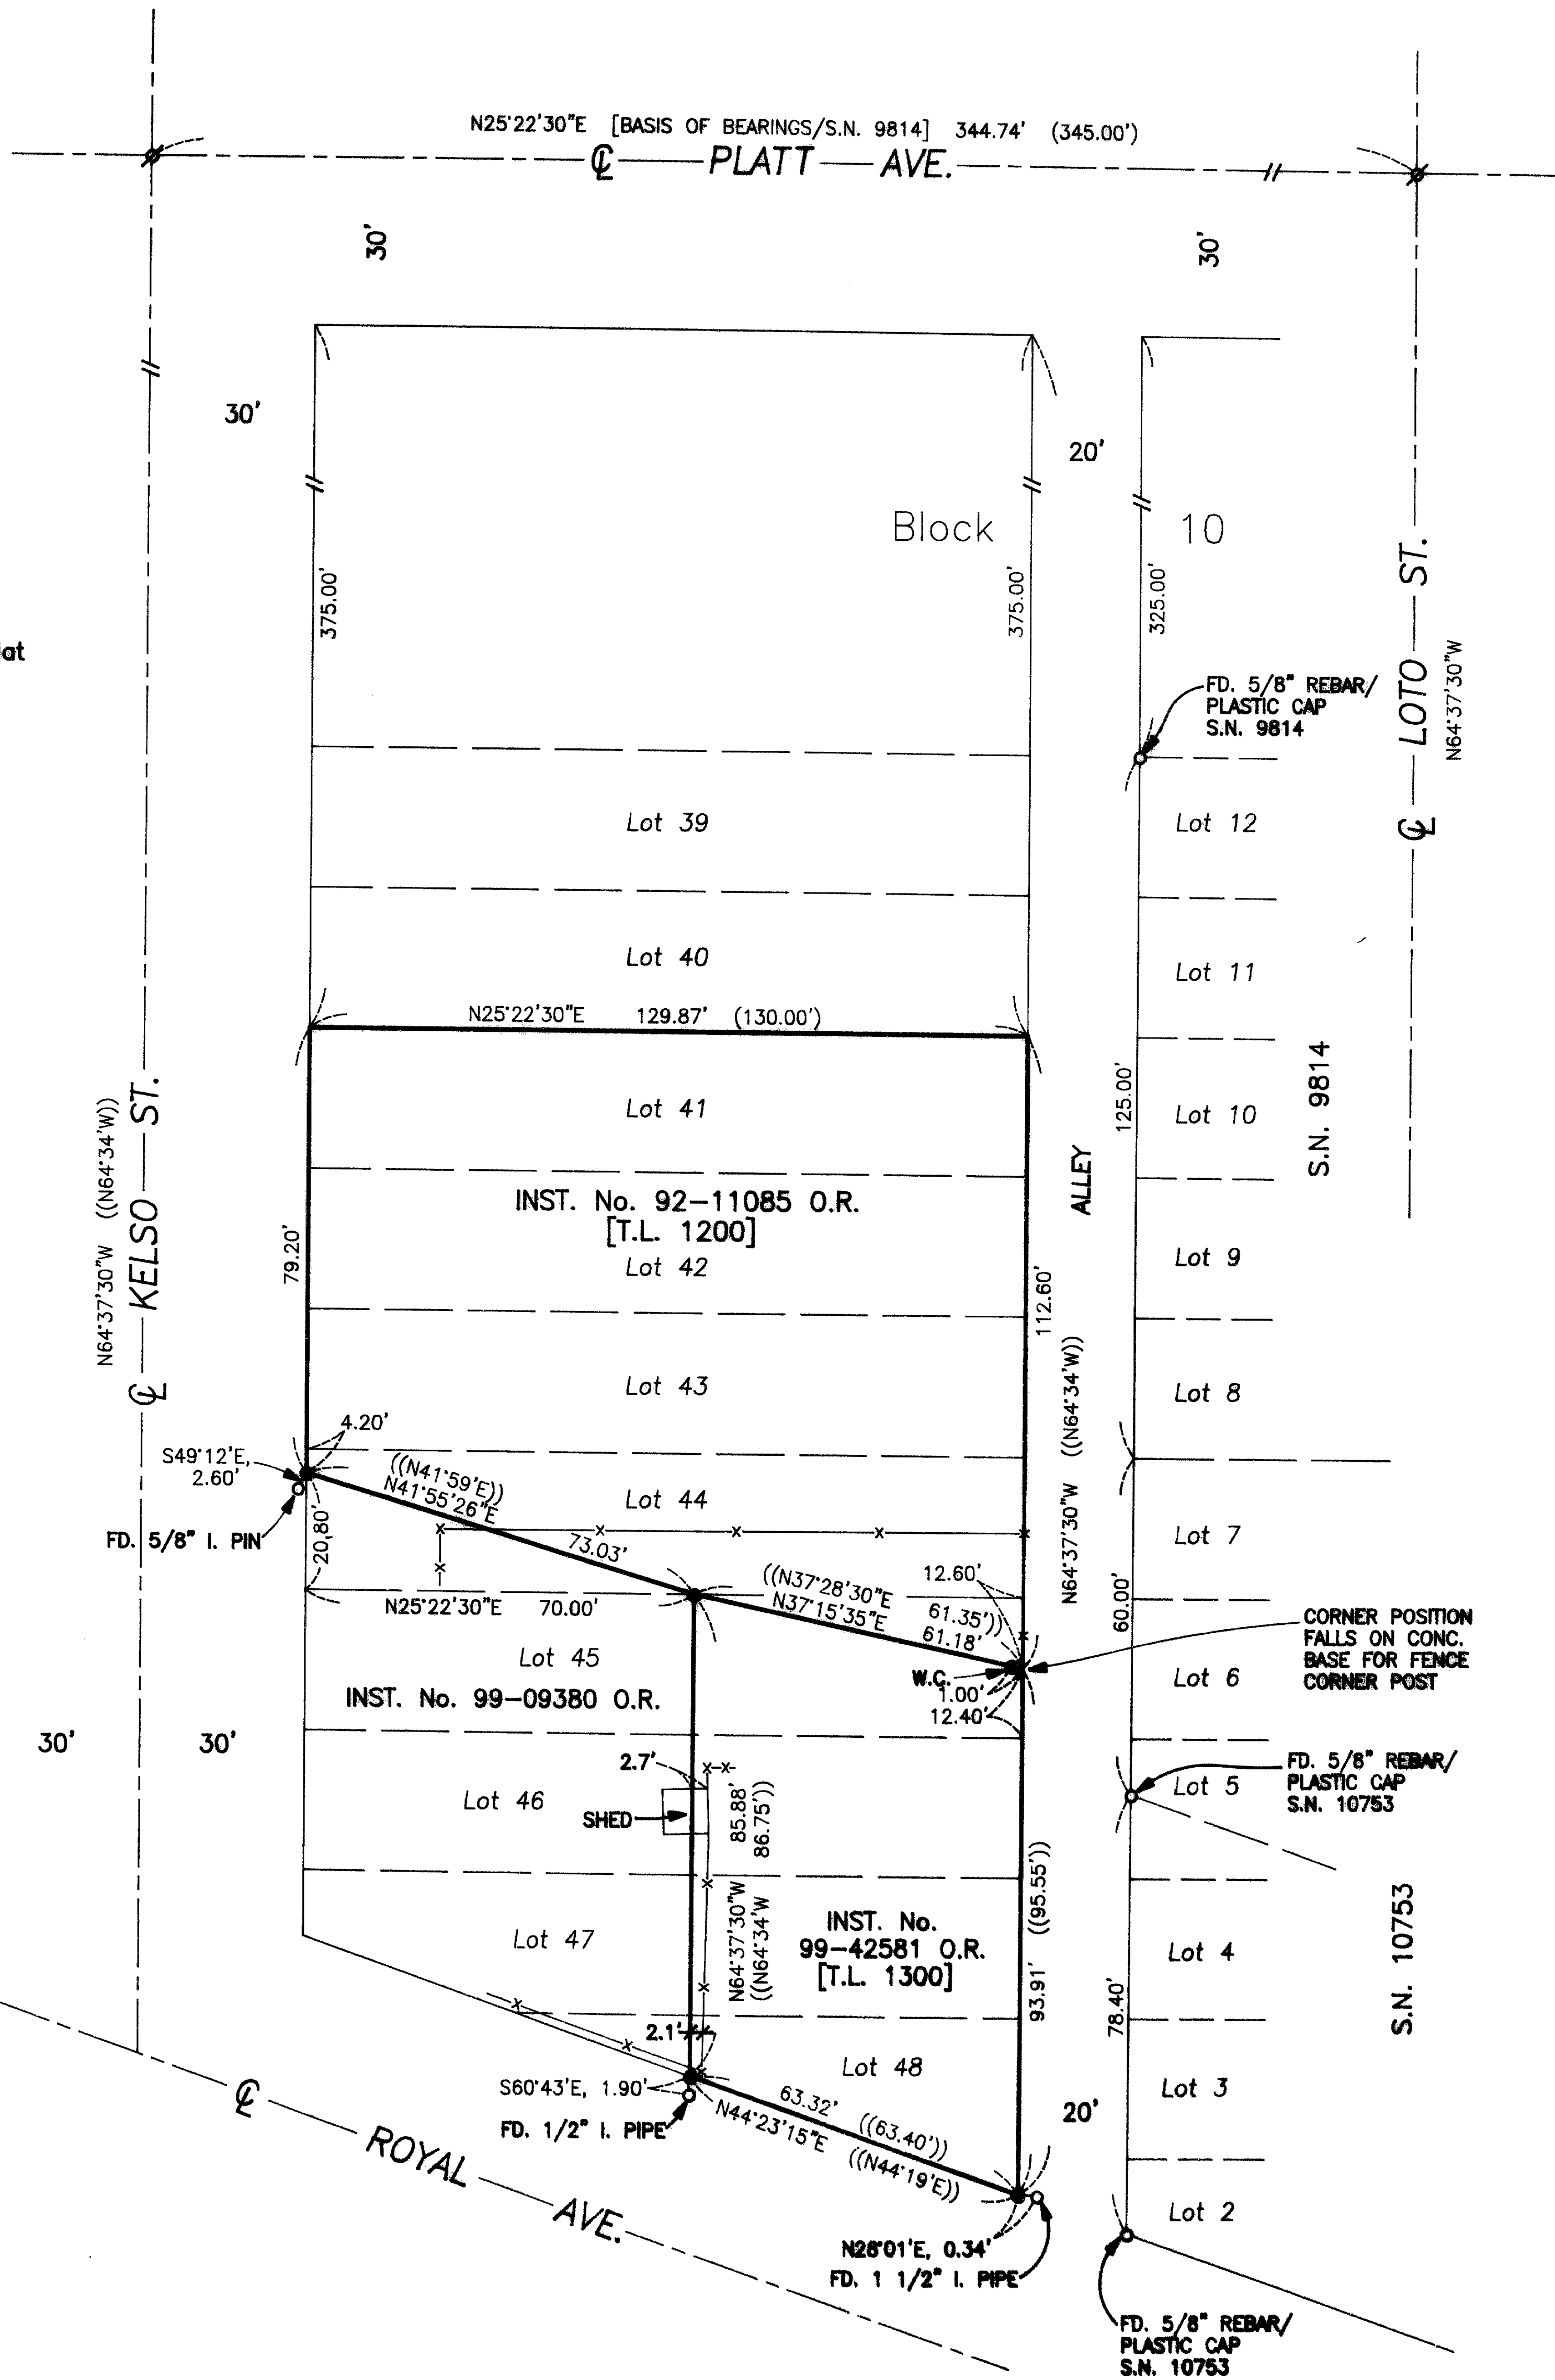 N25°22'30"E [BASIS OF BEARINGS/S.N. 9814] 344.74' (345.00')
℄ PLATT AVE.
30'
30'
30'
20'
Block 10
375.00'
375.00'
325.00'
LOTO ST.
℄
N64°37'30"W
at
FD. 5/8" REBAR/
PLASTIC CAP
S.N. 9814
Lot 39
Lot 12
Lot 40
Lot 11
N25°22'30"E 129.87' (130.00')
Lot 41
Lot 10
125.00'
S.N. 9814
KELSO ST.
℄
N64°37'30"W ((N64°34'W))
ALLEY
INST. No. 92-11085 O.R.
[T.L. 1200]
79.20'
Lot 42
Lot 9
112.60'
Lot 43
Lot 8
N64°37'30"W ((N64°34'W))
4.20'
S49°12'E,
2.60'
((N41°59'E))
N41°55'26"E
73.03'
Lot 44
Lot 7
FD. 5/8" I. PIN
20.80'
N25°22'30"E 70.00'
((N37°28'30"E
61.35'))
N37°15'35"E
61.18'
12.60'
60.00'
CORNER POSITION
FALLS ON CONC.
BASE FOR FENCE
CORNER POST
Lot 45
Lot 6
W.C.
1.00'
12.40'
INST. No. 99-09380 O.R.
30'
30'
2.7'
FD. 5/8" REBAR/
PLASTIC CAP
S.N. 10753
Lot 5
Lot 46
SHED
85.88'
86.75'))
N64°37'30"W
((N64°34'W
((95.55'))
93.91'
INST. No.
99-42581 O.R.
[T.L. 1300]
Lot 47
Lot 4
S.N. 10753
78.40'
2.1'
Lot 48
Lot 3
S60°43'E, 1.90'
FD. 1/2" I. PIPE
63.32' ((63.40'))
N44°23'15"E ((N44°19'E))
20'
℄ ROYAL AVE.
Lot 2
N26°01'E, 0.34'
FD. 1 1/2" I. PIPE
FD. 5/8" REBAR/
PLASTIC CAP
S.N. 10753